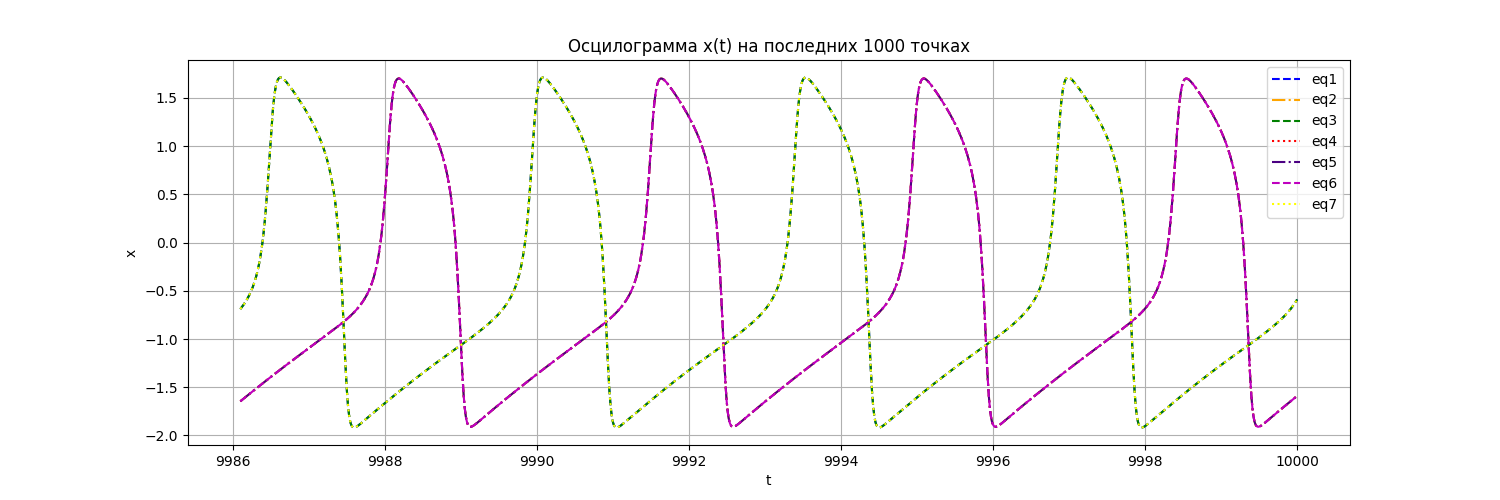 Осцилограмма x(t) на последних 1000 точках
x
1.5
1.0
0.5
0.0
−0.5
−1.0
−1.5
−2.0
eq1
eq2
eq3
eq4
eq5
eq6
eq7
9986
9988
9990
9992
9994
9996
9998
10000
t